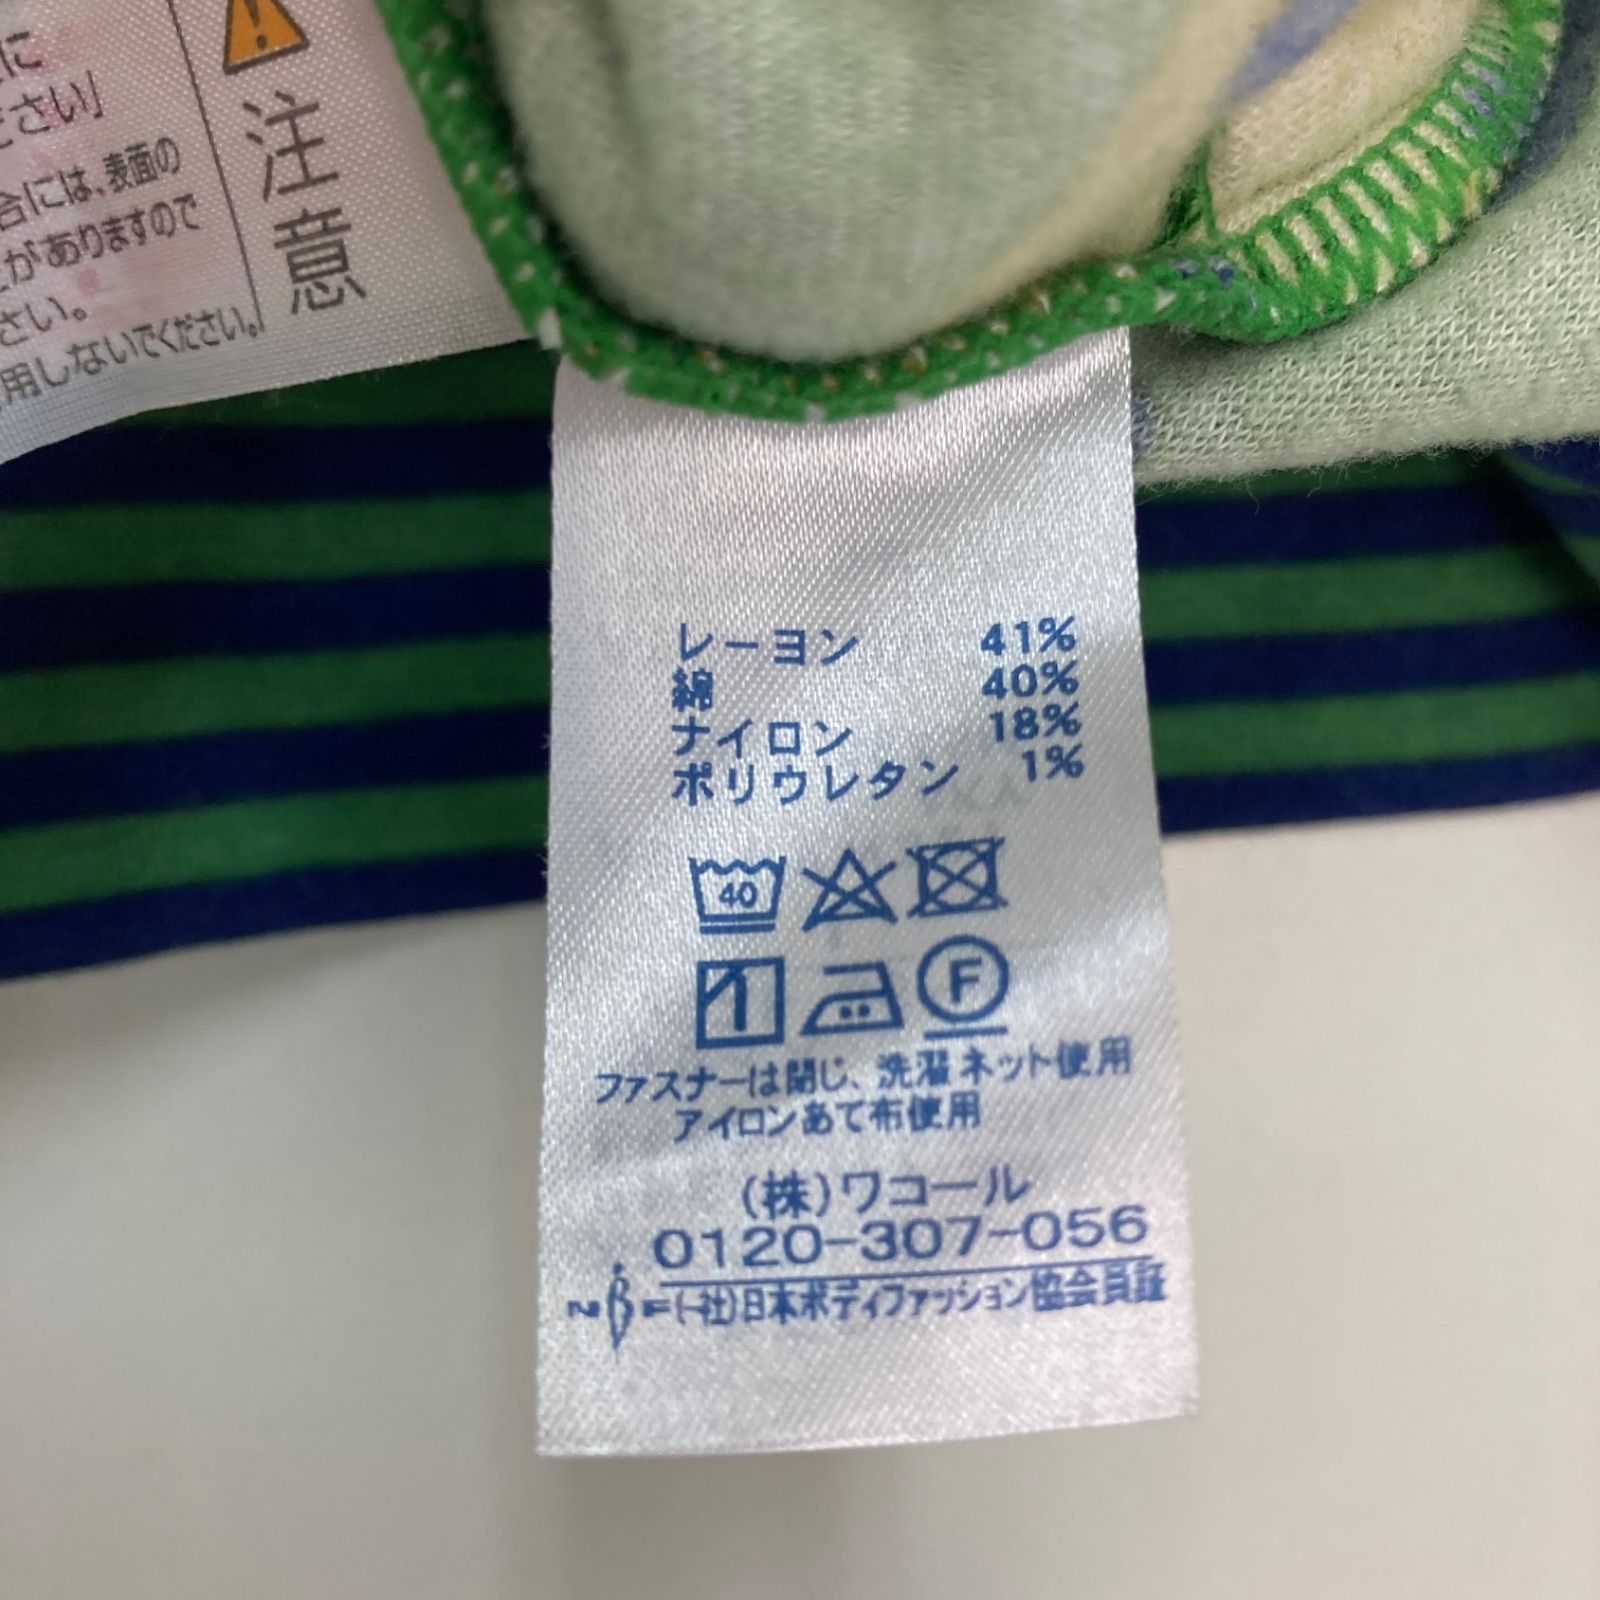 に
ださい」
合には、表面の
がありますので
さい。
用しないでください。
注意
レーヨン 41%
綿 40%
ナイロン 18%
ポリウレタン 1%
40
F
ファスナーは閉じ、洗濯ネット使用
アイロンあて布使用
(株)ワコール
0120-307-056
(一社)日本ボディファッション協会会員証